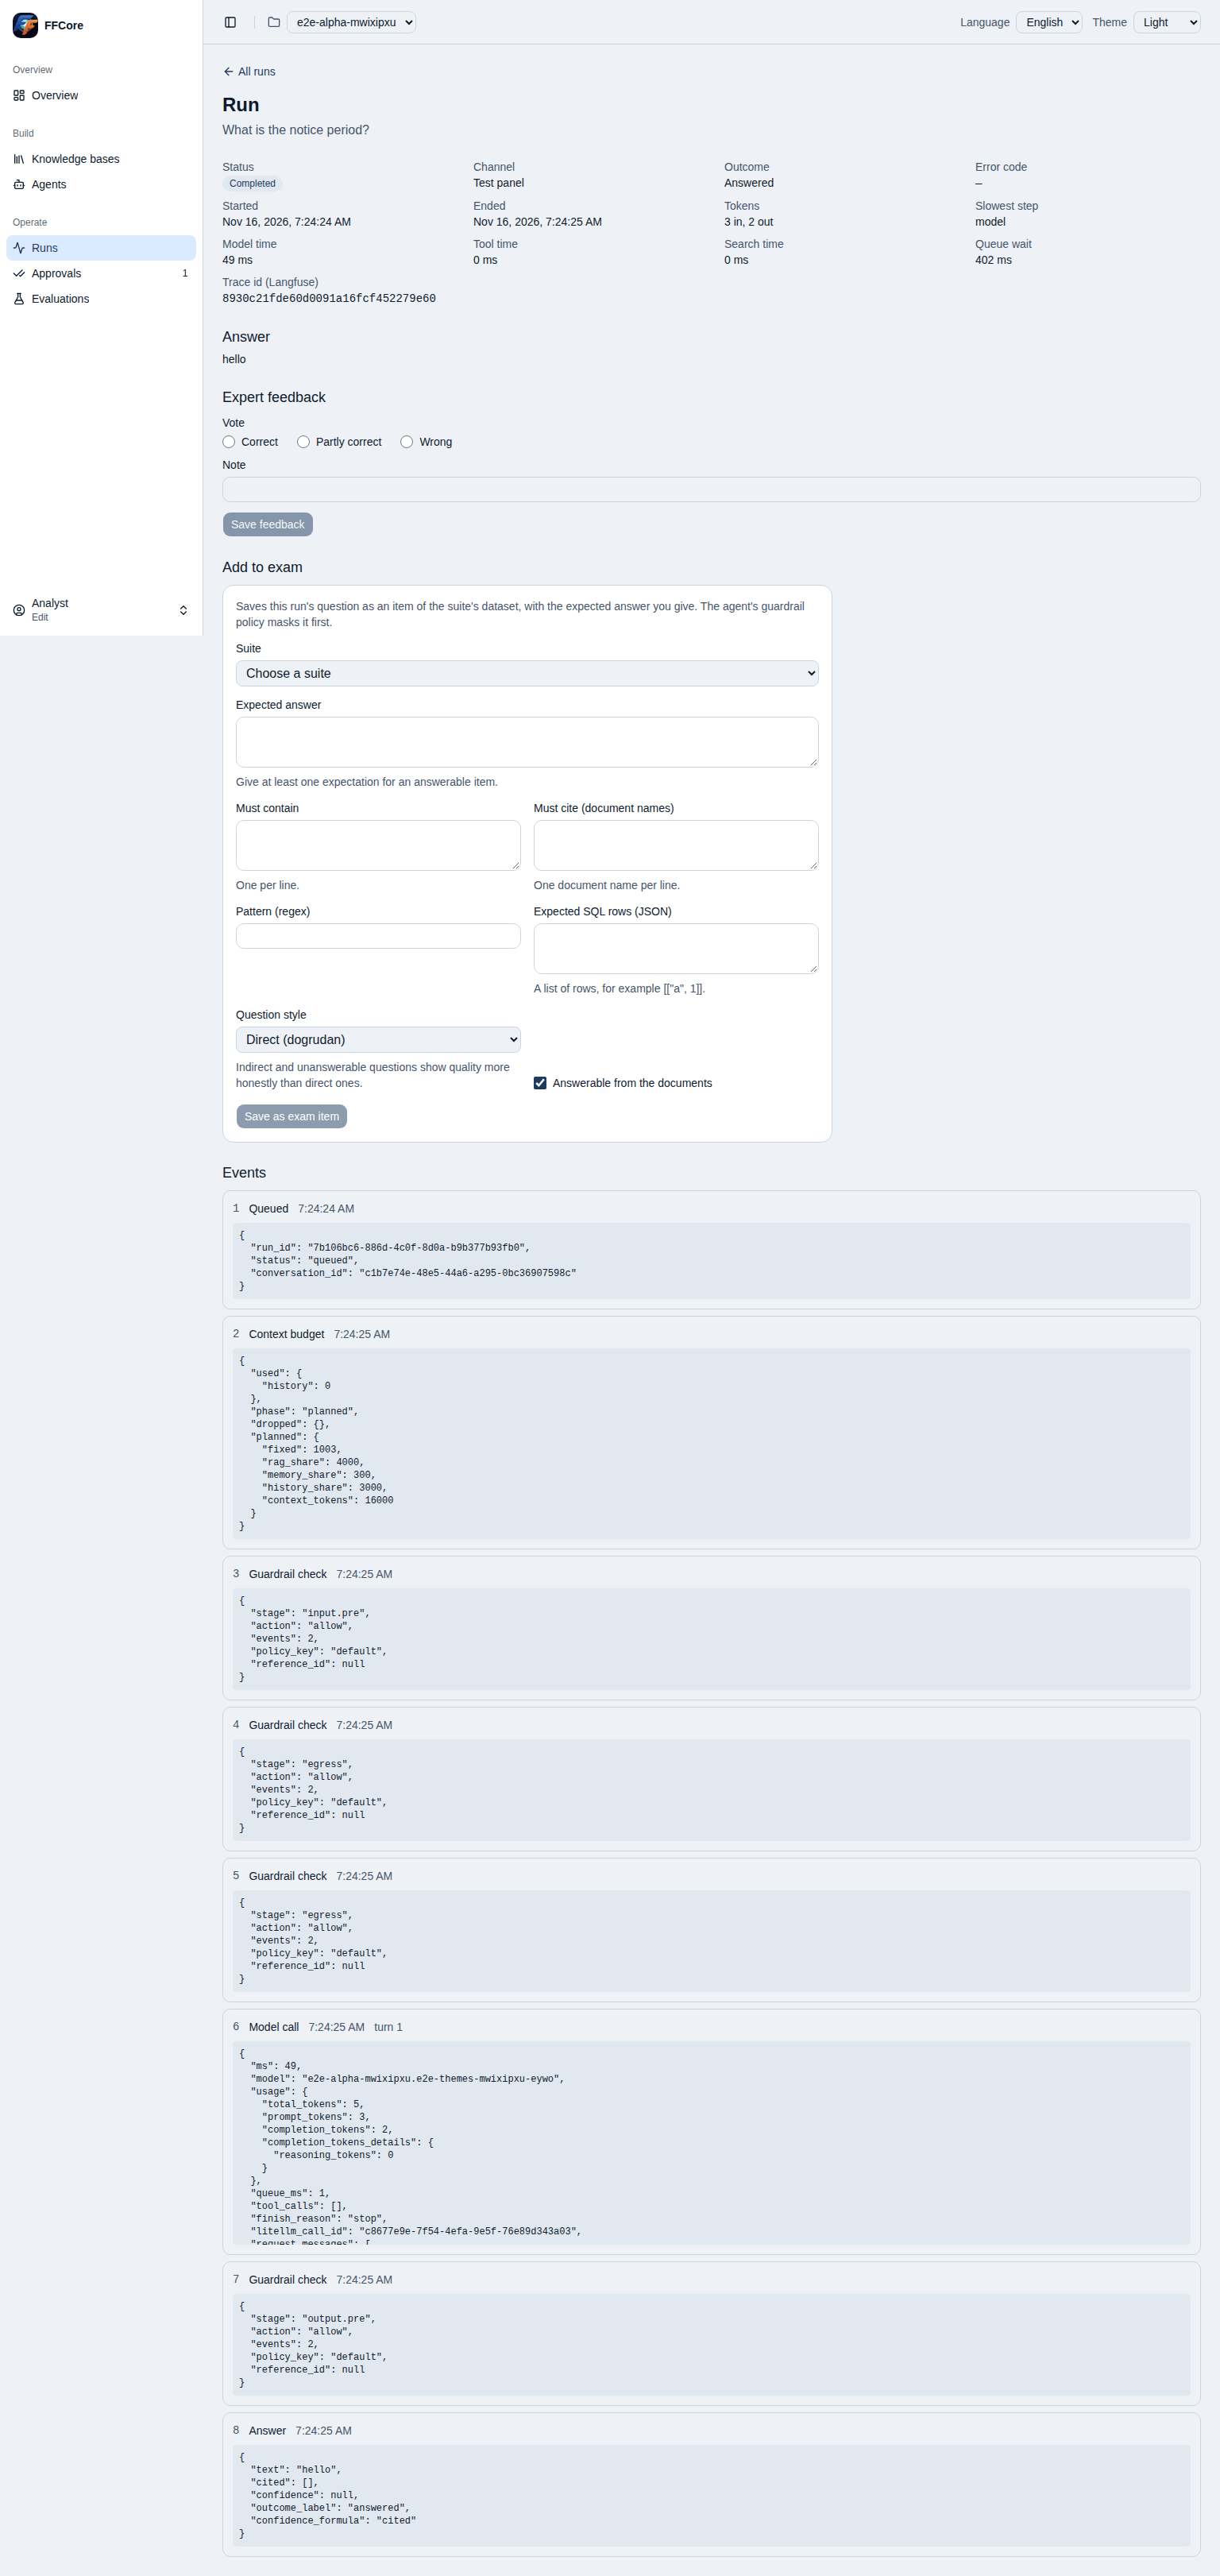 FFCore
e2e-alpha-mwixipxu
Language English Theme Light
Overview
Overview
Build
Knowledge bases
Agents
Operate
Runs
Approvals 1
Evaluations
Analyst
Edit
All runs
Run
What is the notice period?
Status Channel Outcome Error code
Completed Test panel Answered –
Started Ended Tokens Slowest step
Nov 16, 2026, 7:24:24 AM Nov 16, 2026, 7:24:25 AM 3 in, 2 out model
Model time Tool time Search time Queue wait
49 ms 0 ms 0 ms 402 ms
Trace id (Langfuse)
8930c21fde60d0091a16fcf452279e60
Answer
hello
Expert feedback
Vote
Correct Partly correct Wrong
Note
Save feedback
Add to exam
Saves this run's question as an item of the suite's dataset, with the expected answer you give. The agent's guardrail
policy masks it first.
Suite
Choose a suite
Expected answer
Give at least one expectation for an answerable item.
Must contain Must cite (document names)
One per line. One document name per line.
Pattern (regex) Expected SQL rows (JSON)
A list of rows, for example [["a", 1]].
Question style
Direct (dogrudan)
Indirect and unanswerable questions show quality more
honestly than direct ones.
Answerable from the documents
Save as exam item
Events
1 Queued 7:24:24 AM
{
"run_id": "7b106bc6-886d-4c0f-8d0a-b9b377b93fb0",
"status": "queued",
"conversation_id": "c1b7e74e-48e5-44a6-a295-0bc36907598c"
}
2 Context budget 7:24:25 AM
{
"used": {
"history": 0
},
"phase": "planned",
"dropped": {},
"planned": {
"fixed": 1003,
"rag_share": 4000,
"memory_share": 300,
"history_share": 3000,
"context_tokens": 16000
}
}
3 Guardrail check 7:24:25 AM
{
"stage": "input.pre",
"action": "allow",
"events": 2,
"policy_key": "default",
"reference_id": null
}
4 Guardrail check 7:24:25 AM
{
"stage": "egress",
"action": "allow",
"events": 2,
"policy_key": "default",
"reference_id": null
}
5 Guardrail check 7:24:25 AM
{
"stage": "egress",
"action": "allow",
"events": 2,
"policy_key": "default",
"reference_id": null
}
6 Model call 7:24:25 AM turn 1
{
"ms": 49,
"model": "e2e-alpha-mwixipxu.e2e-themes-mwixipxu-eywo",
"usage": {
"total_tokens": 5,
"prompt_tokens": 3,
"completion_tokens": 2,
"completion_tokens_details": {
"reasoning_tokens": 0
}
},
"queue_ms": 1,
"tool_calls": [],
"finish_reason": "stop",
"litellm_call_id": "c8677e9e-7f54-4efa-9e5f-76e89d343a03",
"request_messages": [
7 Guardrail check 7:24:25 AM
{
"stage": "output.pre",
"action": "allow",
"events": 2,
"policy_key": "default",
"reference_id": null
}
8 Answer 7:24:25 AM
{
"text": "hello",
"cited": [],
"confidence": null,
"outcome_label": "answered",
"confidence_formula": "cited"
}